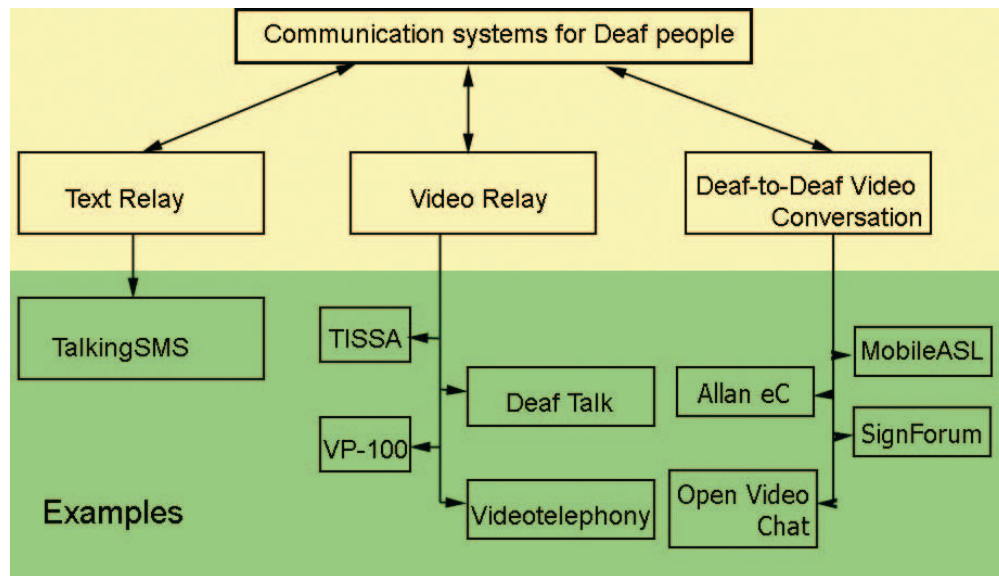 Communication systems for Deaf people
Text Relay
Video Relay
Deaf-to-Deaf Video
Conversation
TalkingSMS
TISSA
Deaf Talk
VP-100
Videotelephony
MobileASL
Allan eC
SignForum
Open Video
Chat
Examples